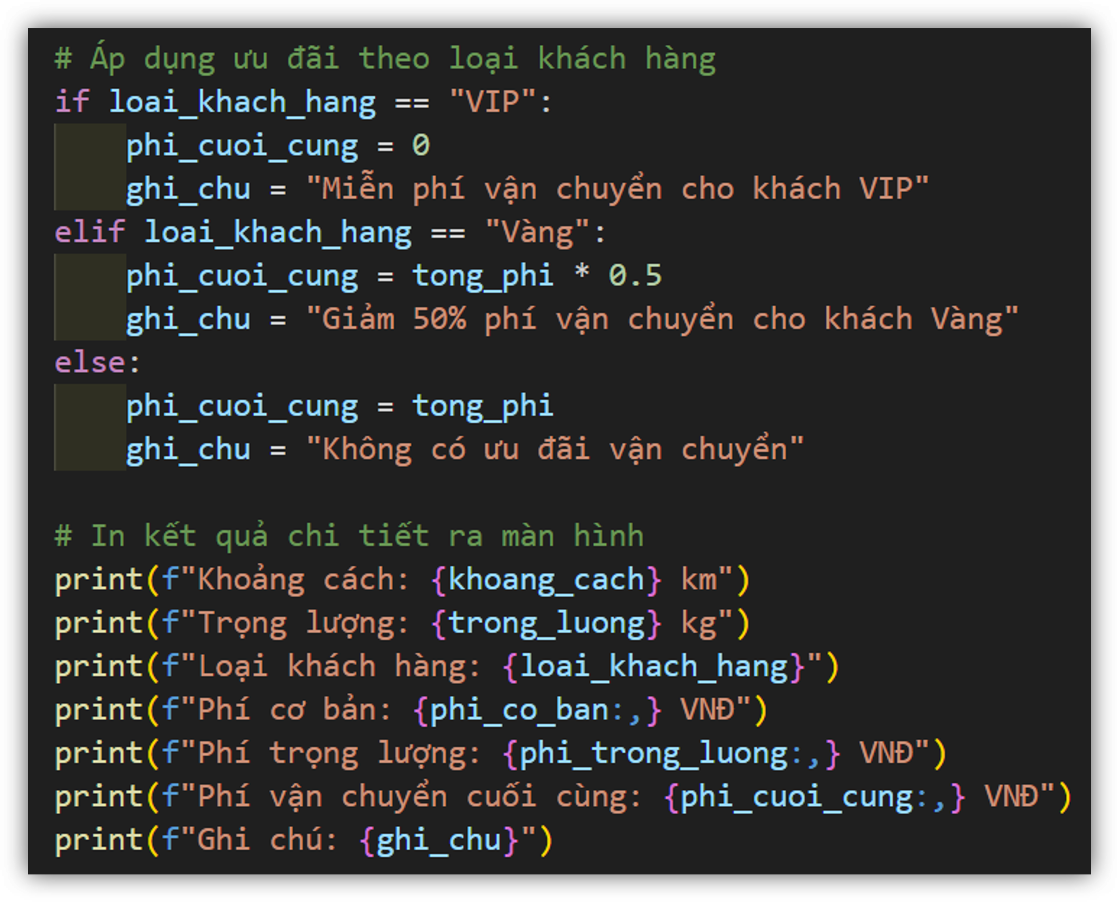 # Áp dụng ưu đãi theo loại khách hàng
if loai_khach_hang == "VIP":
    phi_cuoi_cung = 0
    ghi_chu = "Miễn phí vận chuyển cho khách VIP"
elif loai_khach_hang == "Vàng":
    phi_cuoi_cung = tong_phi * 0.5
    ghi_chu = "Giảm 50% phí vận chuyển cho khách Vàng"
else:
    phi_cuoi_cung = tong_phi
    ghi_chu = "Không có ưu đãi vận chuyển"

# In kết quả chi tiết ra màn hình
print(f"Khoảng cách: {khoang_cach} km")
print(f"Trọng lượng: {trong_luong} kg")
print(f"Loại khách hàng: {loai_khach_hang}")
print(f"Phí cơ bản: {phi_co_ban:,} VNĐ")
print(f"Phí trọng lượng: {phi_trong_luong:,} VNĐ")
print(f"Phí vận chuyển cuối cùng: {phi_cuoi_cung:,} VNĐ")
print(f"Ghi chú: {ghi_chu}")